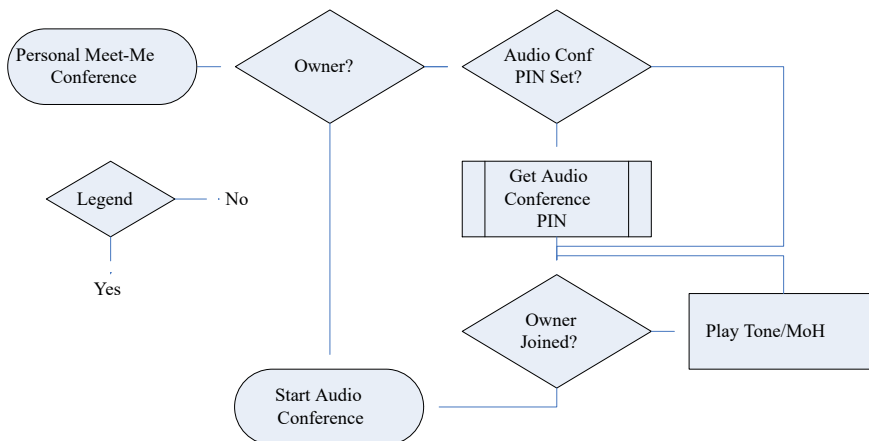 Personal Meet-Me
Conference
Owner?
Audio Conf
PIN Set?
Legend
No
Yes
Get Audio
Conference
PIN
Owner
Joined?
Play Tone/MoH
Start Audio
Conference